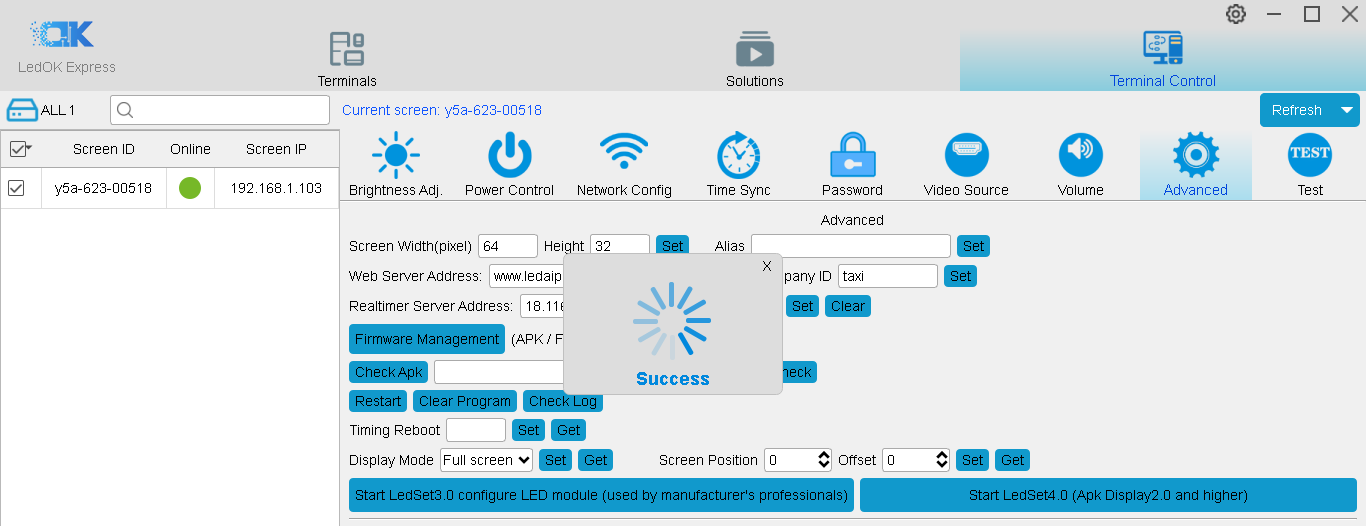 LedOK Express
Terminals
Solutions
Terminal Control
ALL 1
Current screen: y5a-623-00518
Refresh
Screen ID Online Screen IP
y5a-623-00518 192.168.1.103
Brightness Adj. Power Control Network Config Time Sync Password Video Source Volume Advanced Test
TEST
Advanced
Screen Width(pixel) 64 Height 32 Set Alias Set
Web Server Address: www.ledaip pany ID taxi Set
Realtimer Server Address: 18.116 Set Clear
Firmware Management (APK / F
Check Apk heck
X
Success
Restart Clear Program Check Log
Timing Reboot Set Get
Display Mode Full screen Set Get Screen Position 0 Offset 0 Set Get
Start LedSet3.0 configure LED module (used by manufacturer's professionals) Start LedSet4.0 (Apk Display2.0 and higher)